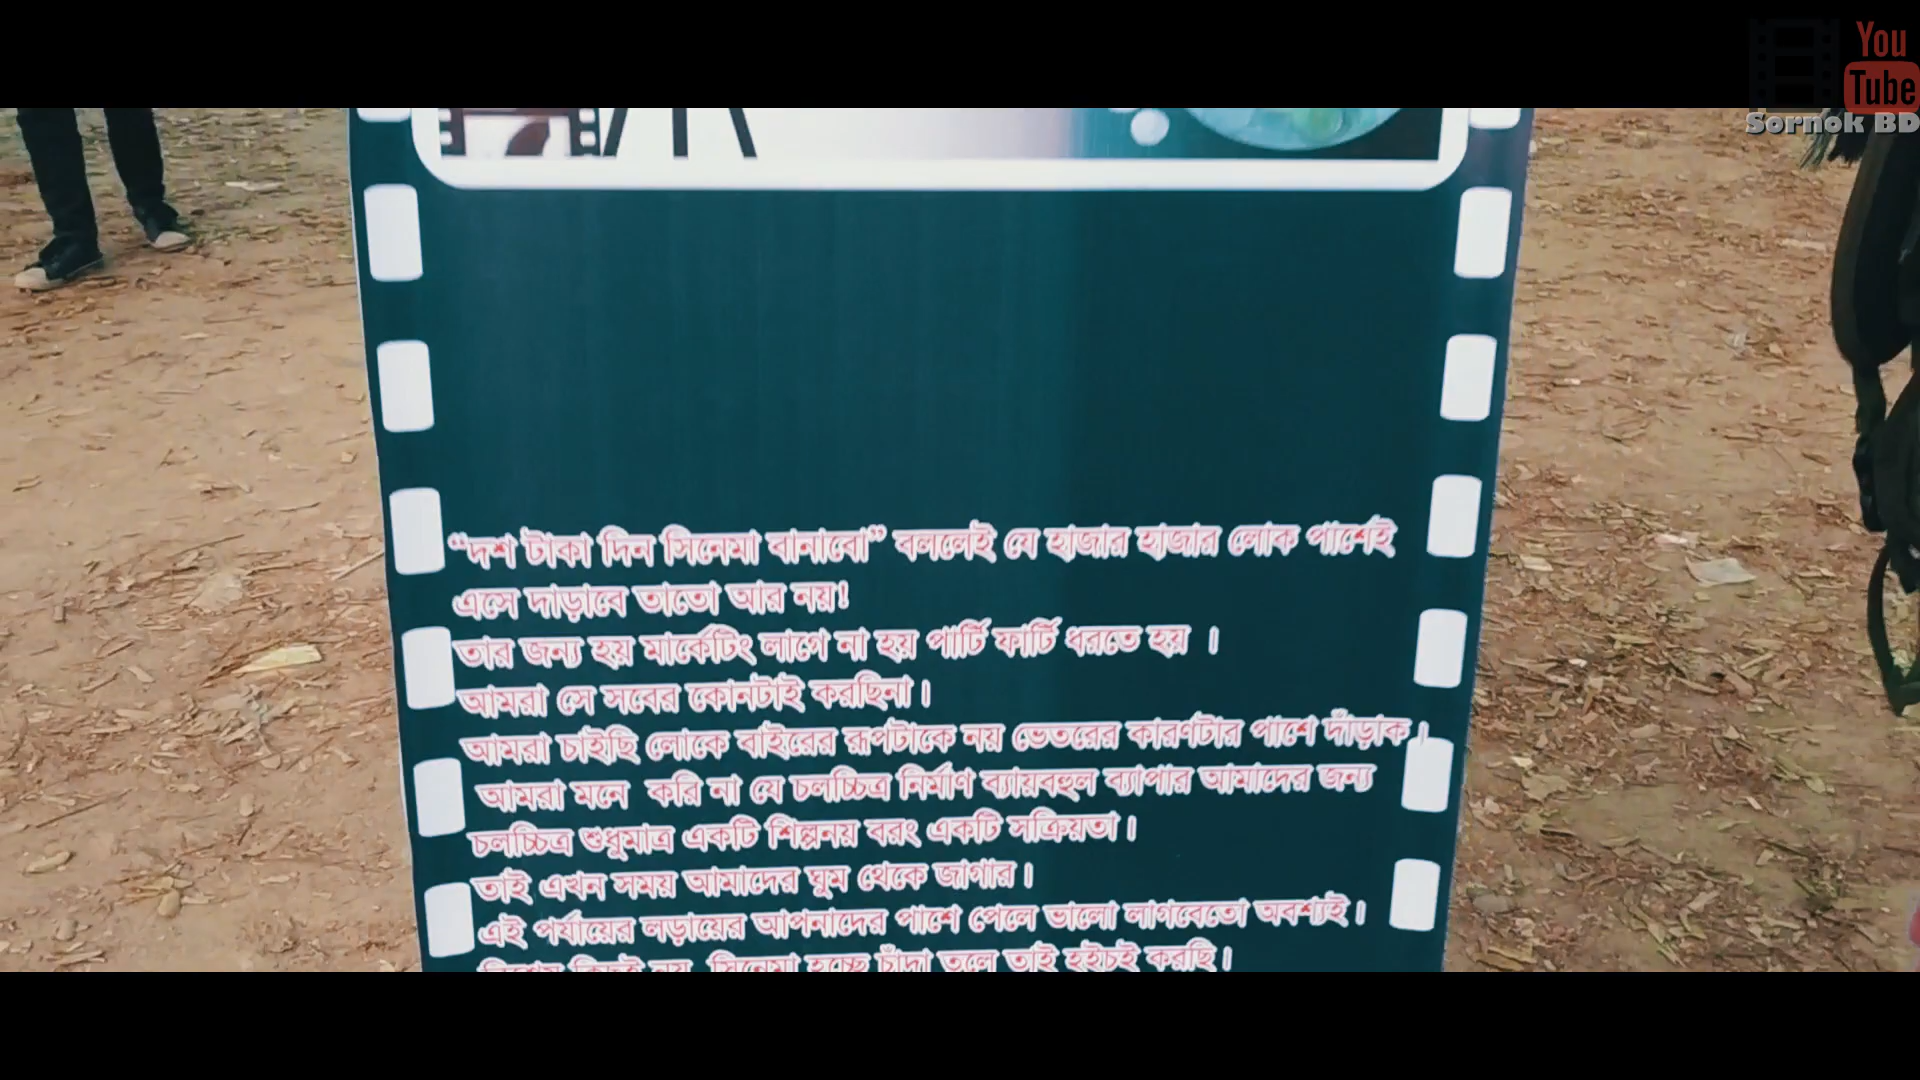 You
Tube
Sornok BD
“দশ টাকা দিন সিনেমা বানাবো” বললেই যে হাজার হাজার লোক পাশেই
এসে দাড়াবে তাতো আর নয়!
তার জন্য হয় মার্কেটিং লাগে না হয় পার্টি ফার্টি ধরতে হয় ।
আমরা সে সবের কোনটাই করছিনা।
আমরা চাইছি লোকে বাইরের রূপটাকে নয় ভেতরের কারণটার পাশে দাঁড়াক।
আমরা মনে করি না যে চলচ্চিত্র নির্মাণ ব্যায়বহুল ব্যাপার আমাদের জন্য
চলচ্চিত্র শুধুমাত্র একটি শিল্পনয় বরং একটি সক্রিয়তা।
তাই এখন সময় আমাদের ঘুম থেকে জাগার।
এই পর্যায়ের লড়ায়ের আপনাদের পাশে পেলে ভালো লাগবেতো অবশ্যই।
বিশেষ কিছুই নয়, সিনেমা হচ্ছে চাঁদা তুলে তাই হইচই করছি।